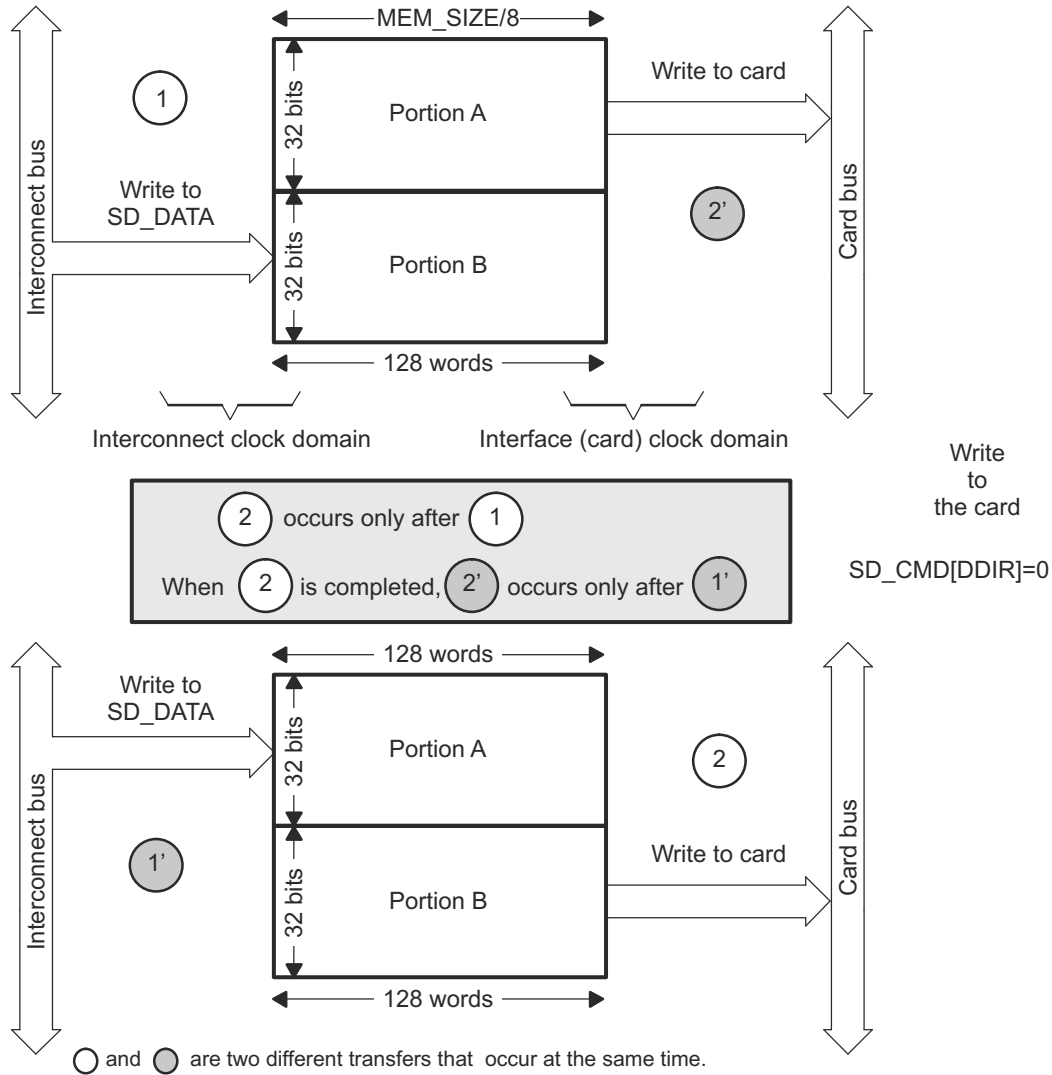 MEM_SIZE/8
1
Write to
SD_DATA
Interconnect bus
32 bits
Portion A
Write to card
32 bits
Portion B
2’
Card bus
128 words
Interconnect clock domain
Interface (card) clock domain
Write
to
the card
SD_CMD[DDIR]=0
2 occurs only after 1
When 2 is completed, 2’ occurs only after 1’
128 words
Write to
SD_DATA
Interconnect bus
1’
32 bits
Portion A
2
32 bits
Portion B
Write to card
Card bus
128 words
and are two different transfers that occur at the same time.